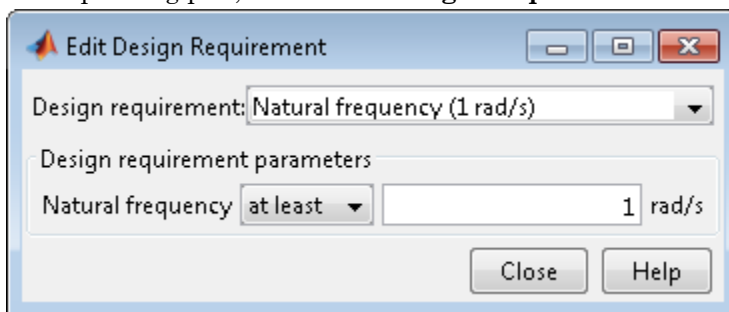 Edit Design Requirement
Design requirement: Natural frequency (1 rad/s)
Design requirement parameters
Natural frequency at least 1 rad/s
Close Help